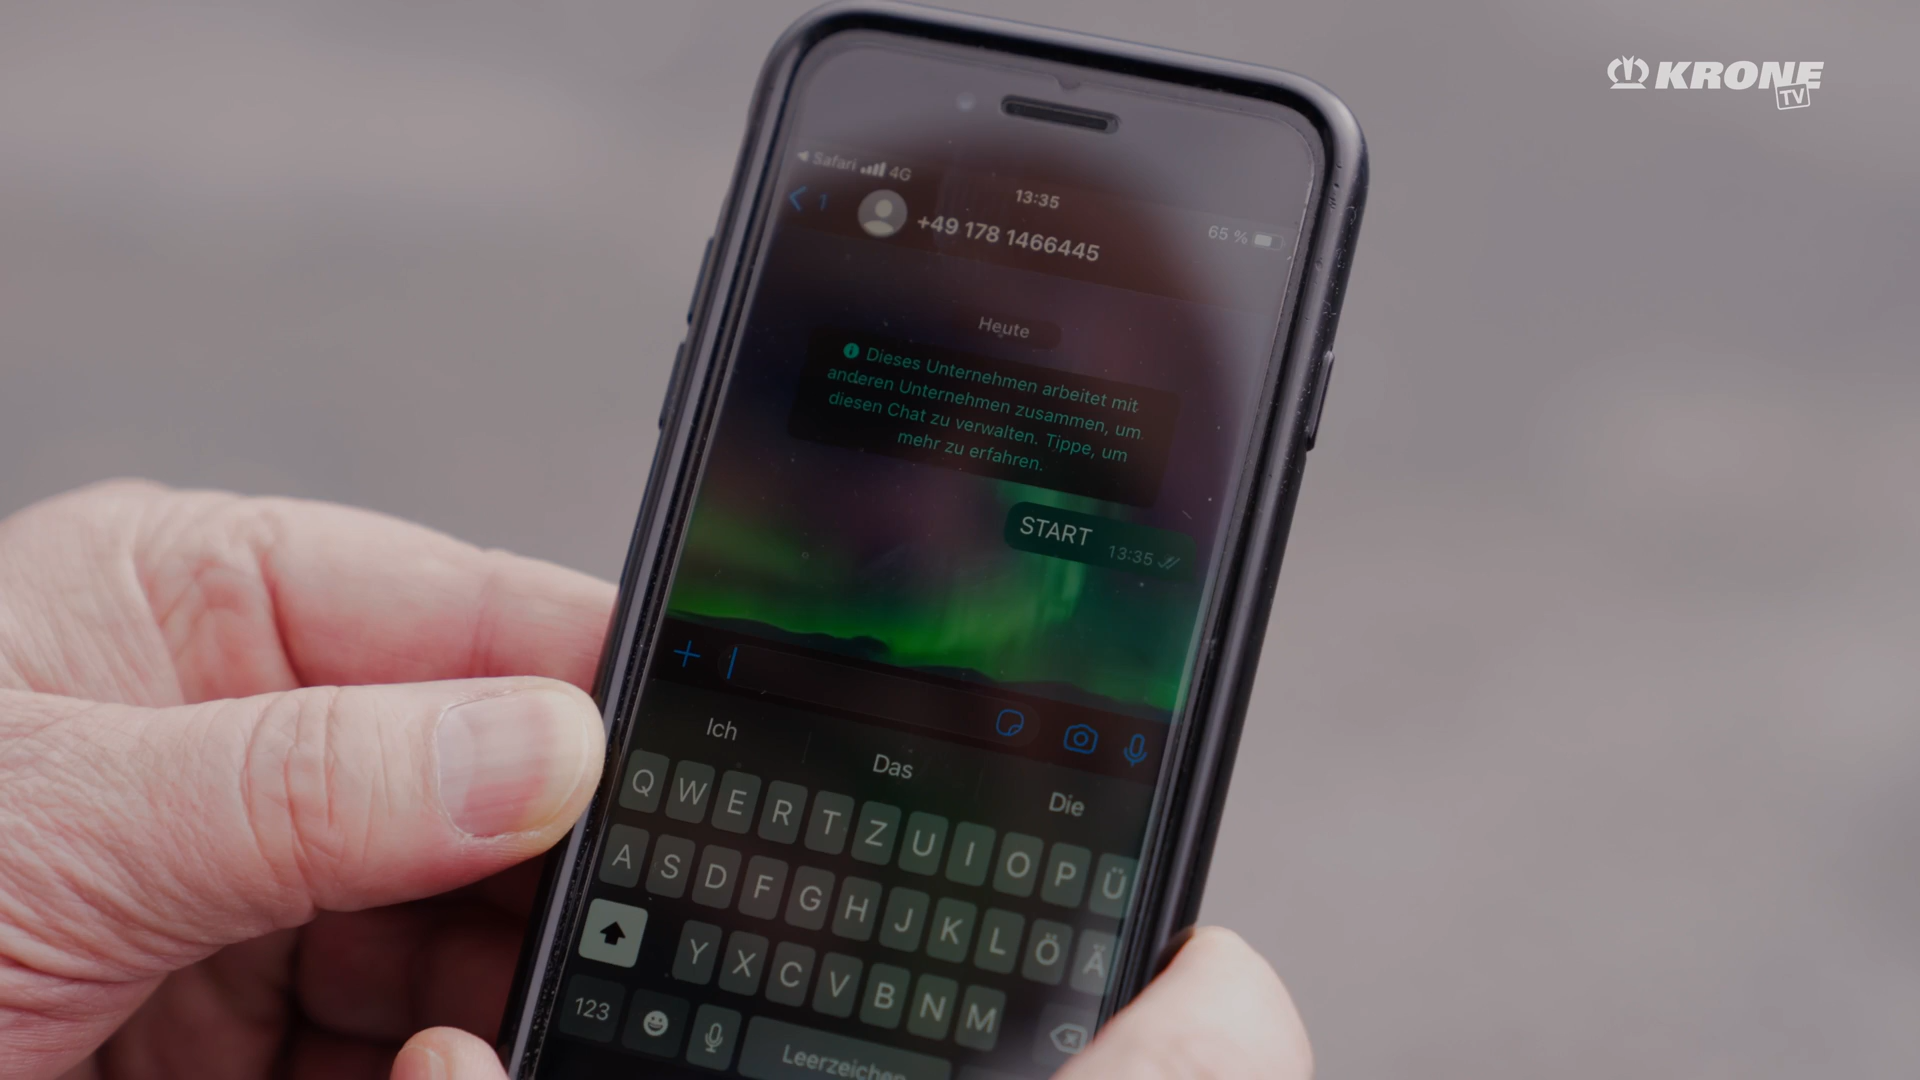 KRONE
TV
Safari 4G
13:35
65 %
1
+49 178 1466445
Heute
Dieses Unternehmen arbeitet mit
anderen Unternehmen zusammen, um
diesen Chat zu verwalten. Tippe, um
mehr zu erfahren.
START
13:35
Ich Das Die
Q W E R T Z U I O P Ü
A S D F G H J K L Ö Ä
Y X C V B N M
123
Leerzeichen